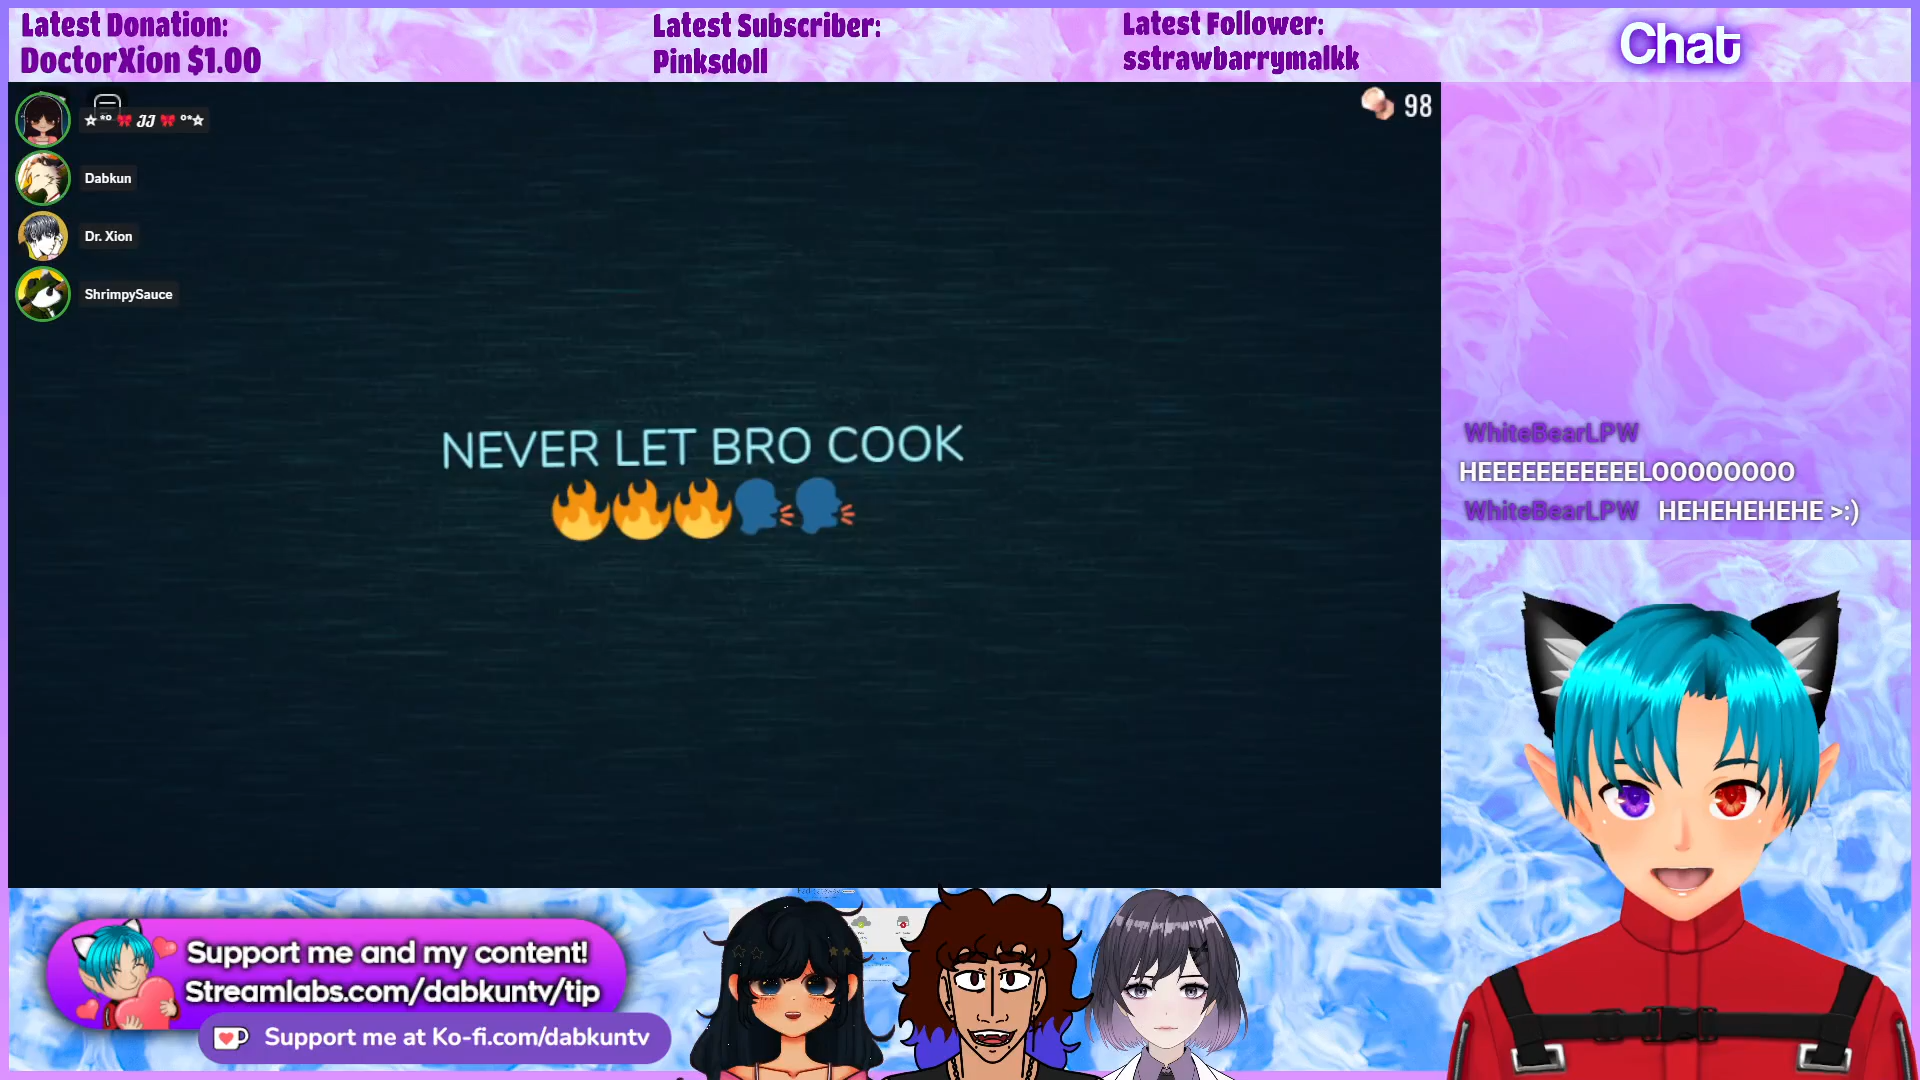 Latest Donation:
DoctorXion $1.00
Latest Subscriber:
Pinksdoll
Latest Follower:
sstrawbarrymalkk
Chat
98
☆*°🎀 JJ 🎀°*☆
Dabkun
Dr. Xion
ShrimpySauce
NEVER LET BRO COOK
🔥🔥🔥🗣️🗣️
WhiteBearLPW
HEEEEEEEEEEELOOOOOOOO
WhiteBearLPW HEHEHEHEHE >:)
Support me and my content!
Streamlabs.com/dabkuntv/tip
Support me at Ko-fi.com/dabkuntv